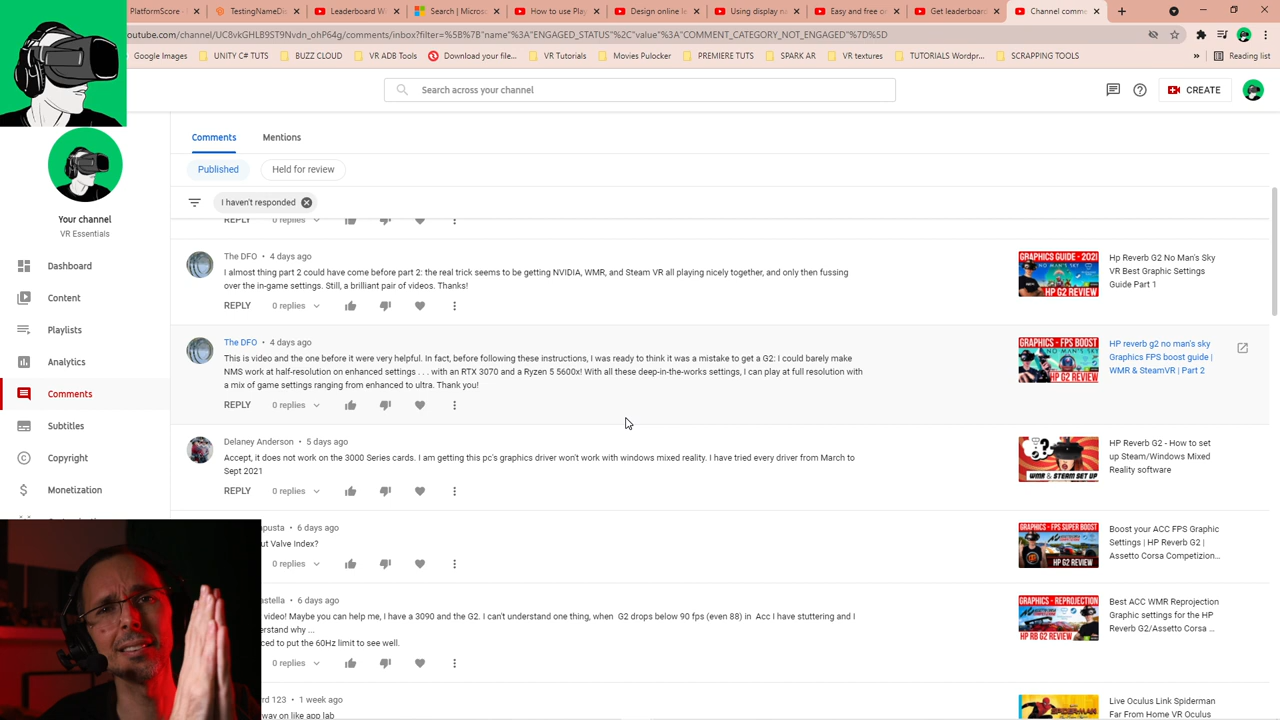 PlatformScore -
TestingNameDi
Leaderboard W
Search | Micros
How to use Play
Design online le
Using display na
Easy and free o
Get leaderboard
Channel comm
outube.com/channel/UC8vkGHLB9ST9Nvdn_ohP64g/comments/inbox?filter=%5B%7B"name"%3A"ENGAGED_STATUS"%2C"value"%3A"COMMENT_CATEGORY_NOT_ENGAGED"%7D%5D
Google Images
UNITY C# TUTS
BUZZ CLOUD
VR ADB Tools
Download your file...
VR Tutorials
Movies Pulocker
PREMIERE TUTS
SPARK AR
VR textures
TUTORIALS Wordpr...
SCRAPPING TOOLS
Reading list
Search across your channel
CREATE
Your channel
VR Essentials
Dashboard
Content
Playlists
Analytics
Comments
Subtitles
Copyright
Monetization
Comments
Mentions
Published
Held for review
I haven't responded
REPLY
0 replies
The DFO • 4 days ago
I almost thing part 2 could have come before part 2: the real trick seems to be getting NVIDIA, WMR, and Steam VR all playing nicely together, and only then fussing
over the in-game settings. Still, a brilliant pair of videos. Thanks!
REPLY
0 replies
GRAPHICS GUIDE - 2021
NO MAN'S SKY
HP G2 REVIEW
Hp Reverb G2 No Man's Sky
VR Best Graphic Settings
Guide Part 1
The DFO • 4 days ago
This is video and the one before it were very helpful. In fact, before following these instructions, I was ready to think it was a mistake to get a G2: I could barely make
NMS work at half-resolution on enhanced settings . . . with an RTX 3070 and a Ryzen 5 5600x! With all these deep-in-the-works settings, I can play at full resolution with
a mix of game settings ranging from enhanced to ultra. Thank you!
REPLY
0 replies
GRAPHICS - FPS BOOST
HP G2 REVIEW
HP reverb g2 no man's sky
Graphics FPS boost guide |
WMR & SteamVR | Part 2
Delaney Anderson • 5 days ago
Accept, it does not work on the 3000 Series cards. I am getting this pc's graphics driver won't work with windows mixed reality. I have tried every driver from March to
Sept 2021
REPLY
0 replies
WMR & STEAM SET UP
HP Reverb G2 - How to set
up Steam/Windows Mixed
Reality software
pusta • 6 days ago
ut Valve Index?
0 replies
GRAPHICS - FPS SUPER BOOST
HP G2 REVIEW
Boost your ACC FPS Graphic
Settings | HP Reverb G2 |
Assetto Corsa Competizion...
astella • 6 days ago
video! Maybe you can help me, I have a 3090 and the G2. I can't understand one thing, when G2 drops below 90 fps (even 88) in Acc I have stuttering and I
derstand why ...
ced to put the 60Hz limit to see well.
0 replies
GRAPHICS - REPROJECTION
HP RB G2 REVIEW
Best ACC WMR Reprojection
Graphic settings for the HP
Reverb G2/Assetto Corsa ...
rd 123 • 1 week ago
way on like app lab
Live Oculus Link Spiderman
Far From Home VR Oculus